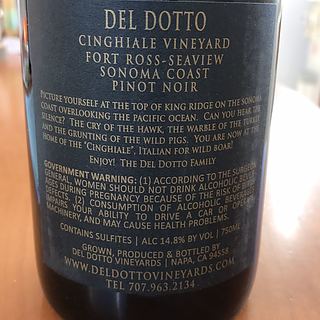 DEL DOTTO
CINGHIALE VINEYARD
FORT ROSS-SEAVIEW
SONOMA COAST
PINOT NOIR
PICTURE YOURSELF AT THE TOP OF KING RIDGE ON THE SONOMA
COAST OVERLOOKING THE PACIFIC OCEAN. CAN YOU HEAR THE
SILENCE? THE CRY OF THE HAWK, THE WARBLE OF THE TURKEY
AND THE GRUNTING OF THE WILD PIGS. YOU ARE NOW AT THE
HOME OF THE "CINGHIALE", ITALIAN FOR WILD BOAR!
ENJOY! THE DEL DOTTO FAMILY
GOVERNMENT WARNING: (1) ACCORDING TO THE SURGEON
GENERAL, WOMEN SHOULD NOT DRINK ALCOHOLIC BEVER-
AGES DURING PREGNANCY BECAUSE OF THE RISK OF BIRTH
DEFECTS. (2) CONSUMPTION OF ALCOHOLIC BEVERAGES
IMPAIRS YOUR ABILITY TO DRIVE A CAR OR OPERATE
MACHINERY, AND MAY CAUSE HEALTH PROBLEMS.
CONTAINS SULFITES | ALC 14.8% BY VOL | 750ML
GROWN, PRODUCED & BOTTLED BY
DEL DOTTO VINEYARDS | NAPA, CA 94558
WWW.DELDOTTOVINEYARDS.COM
TEL 707.963.2134